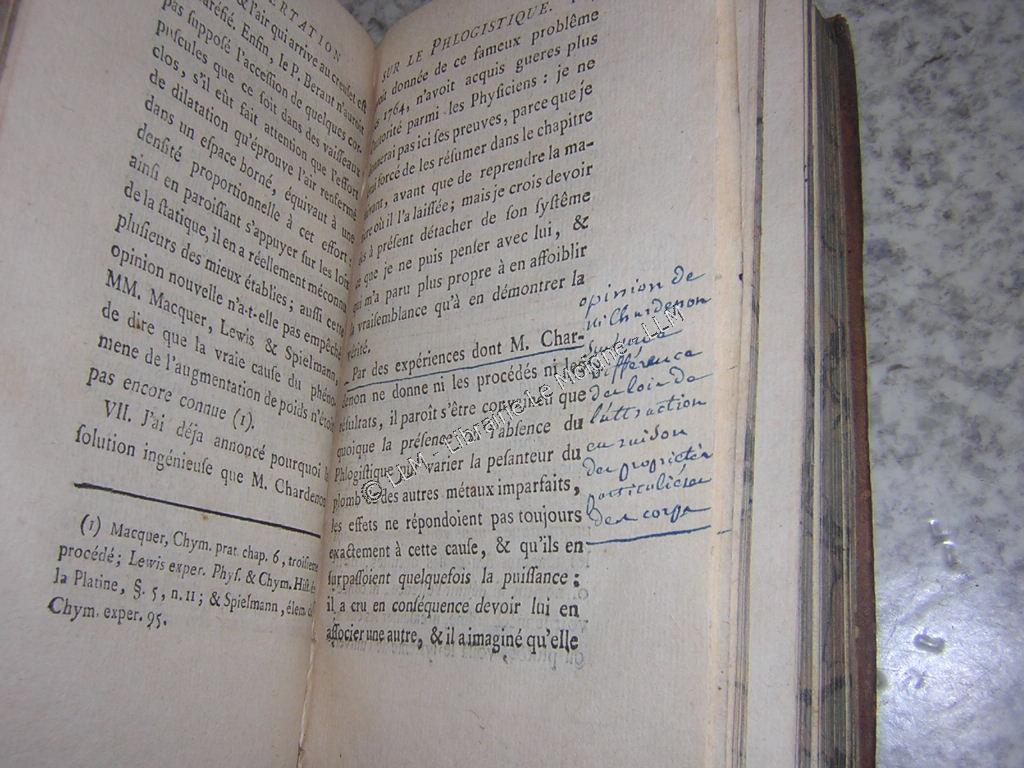 ERTATION
& l'air qui arrive au creuset est
raréfié. Enfin, le P. Beraut n'auroit
pas supposé l'accession de quelques cor-
puscules que ce soit dans des vaisseaux
clos, s'il eût fait attention que l'effort
de dilatation qu'éprouve l'air renfermé
dans un espace borné, équivaut à une
densité proportionnelle à cet effort:
ainsi en paroissant s'appuyer sur les loix
de la statique, il en a réellement méconnu
plusieurs des mieux établies; aussi cette
opinion nouvelle n'a-t-elle pas empêché
MM. Macquer, Lewis & Spielmann,
de dire que la vraie cause du phéno-
mene de l'augmentation de poids n'étoit
pas encore connue (1).
VII. J'ai déja annoncé pourquoi la
solution ingénieuse que M. Chardenon
(1) Macquer, Chym. prat. chap. 6, troisieme
procédé; Lewis exper. Phys. & Chym. Hist. de
la Platine, §. 5, n. 11; & Spielmann, élem. de
Chym. exper. 95.
SUR LE PHLOGISTIQUE.
donnée de ce fameux problême
1764, n'avoit acquis gueres plus
parmi les Physiciens: je ne
pas ici ses preuves, parce que je
forcé de les résumer dans le chapitre
avant que de reprendre la ma-
où il l'a laissée; mais je crois devoir
à présent détacher de son systême
ce que je ne puis penser avec lui, &
qui m'a paru plus propre à en affoiblir
la vraisemblance qu'à en démontrer la
vérité.
Par des expériences dont M. Char-
denon ne donne ni les procédés ni les
résultats, il paroît s'être convaincu que
quoique la présence ou l'absence du
Phlogistique fît varier la pesanteur du
plomb & des autres métaux imparfaits,
les effets ne répondoient pas toujours
exactement à cette cause, & qu'ils en
surpassoient quelquefois la puissance:
il a cru en conséquence devoir lui en
associer une autre, & il a imaginé qu'elle
opinion de
m. Chardenon
sur la
différence
des loix de
l'attraction
en raison
des propriétés
particulières
des corps
© LLM - Librairie Le Moine - LLM